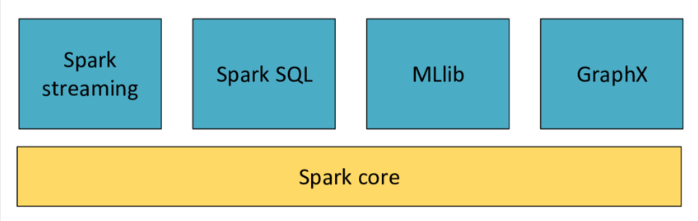 Spark
streaming
Spark SQL
MLlib
GraphX
Spark core